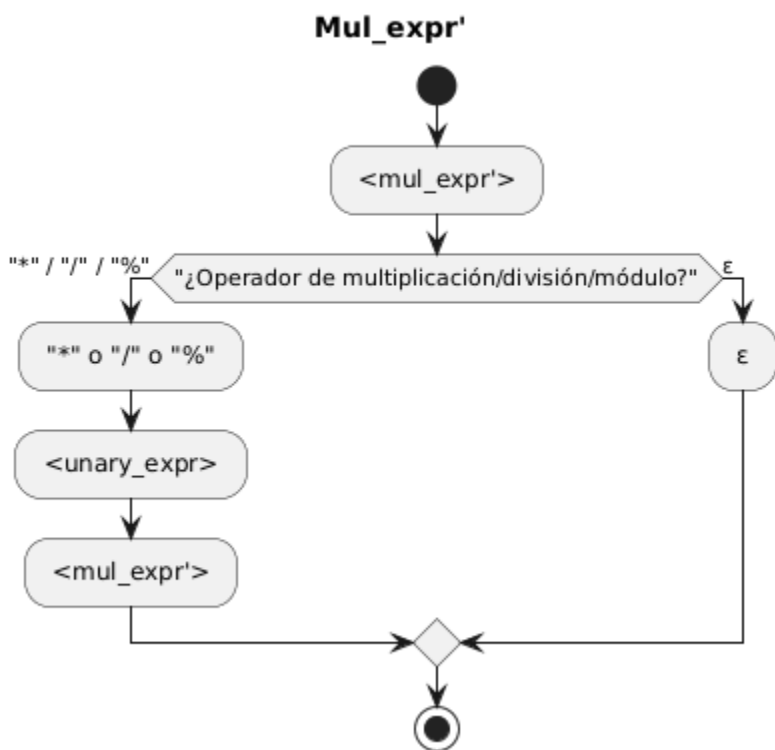 Mul_expr'
<mul_expr'>
"*" / "/" / "%"
"¿Operador de multiplicación/división/módulo?"
ε
"*" o "/" o "%"
ε
<unary_expr>
<mul_expr'>